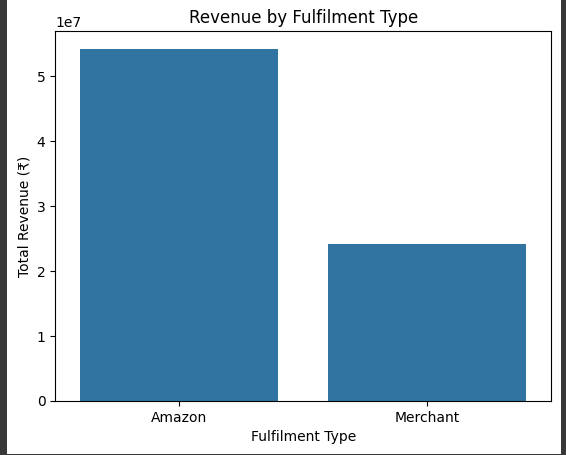 Revenue by Fulfilment Type
1e7
5
4
3
2
1
0
Total Revenue (₹)
Amazon Merchant
Fulfilment Type